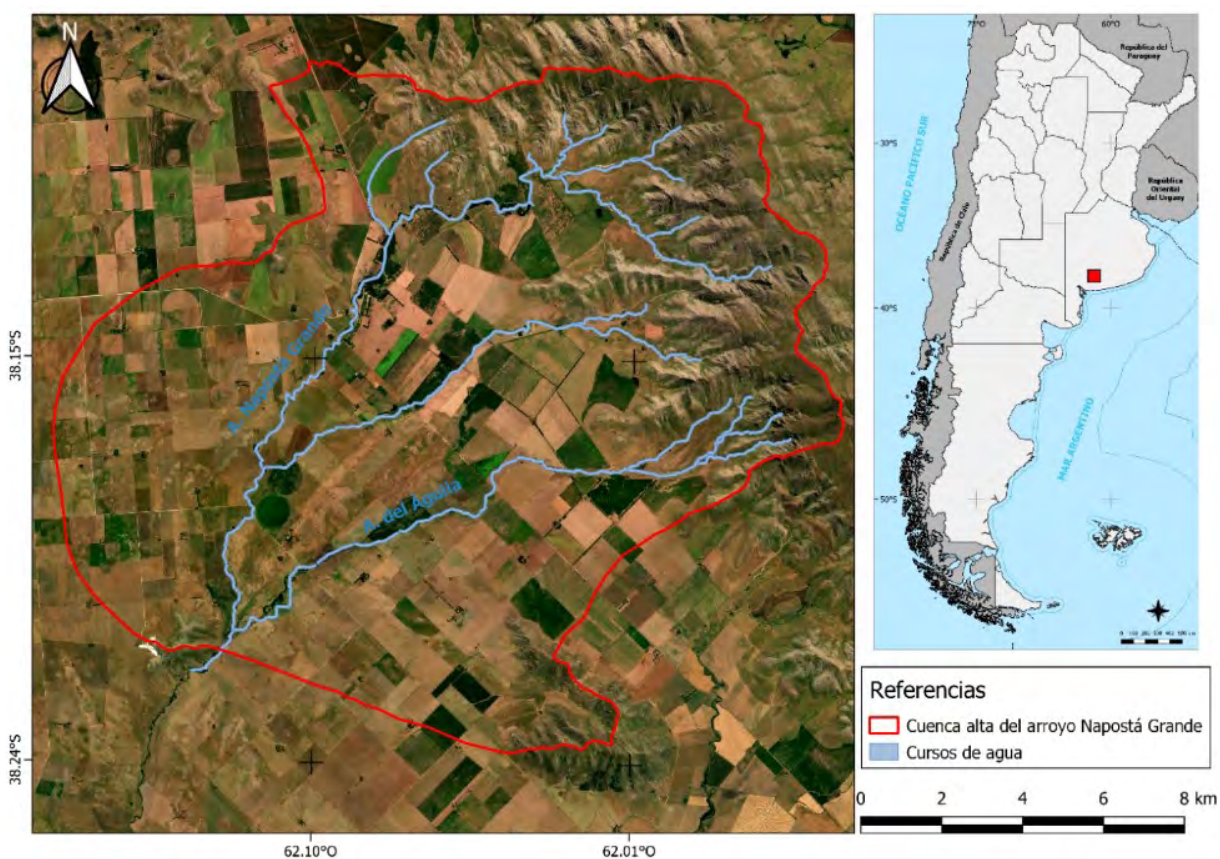 N
A. Napostá Grande
A. del Águila
38.15°S
38.24°S
62.10°O
62.01°O
70°O
60°O
30°S
40°S
50°S
República del
Paraguay
República
Oriental
del Uruguay
República de Chile
OCÉANO PACÍFICO SUR
MAR ARGENTINO
Referencias
Cuenca alta del arroyo Napostá Grande
Cursos de agua
0 2 4 6 8 km